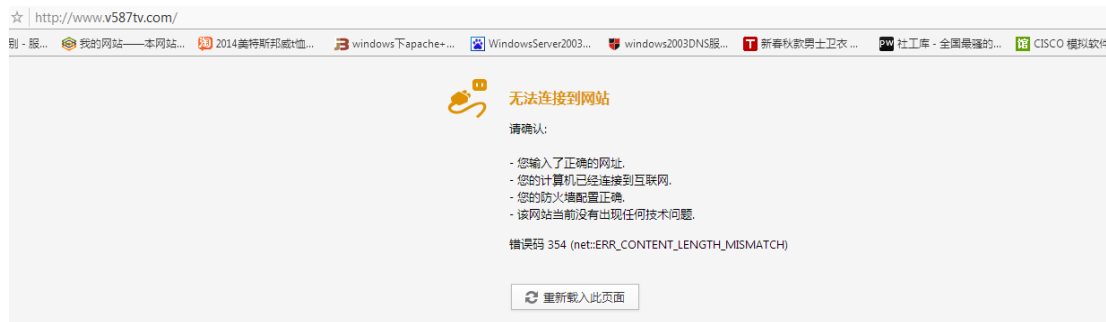 http://www.v587tv.com/
别 - 服... 我的网站——本网站... 淘 2014美特斯邦威t恤... windows下apache+... WindowsServer2003... windows2003DNS服... T 新春秋款男士卫衣 ... PW 社工库 - 全国最骚的... 馆 CISCO 模拟软件
无法连接到网站
请确认:
- 您输入了正确的网址.
- 您的计算机已经连接到互联网.
- 您的防火墙配置正确.
- 该网站当前没有出现任何技术问题.
错误码 354 (net::ERR_CONTENT_LENGTH_MISMATCH)
重新载入此页面